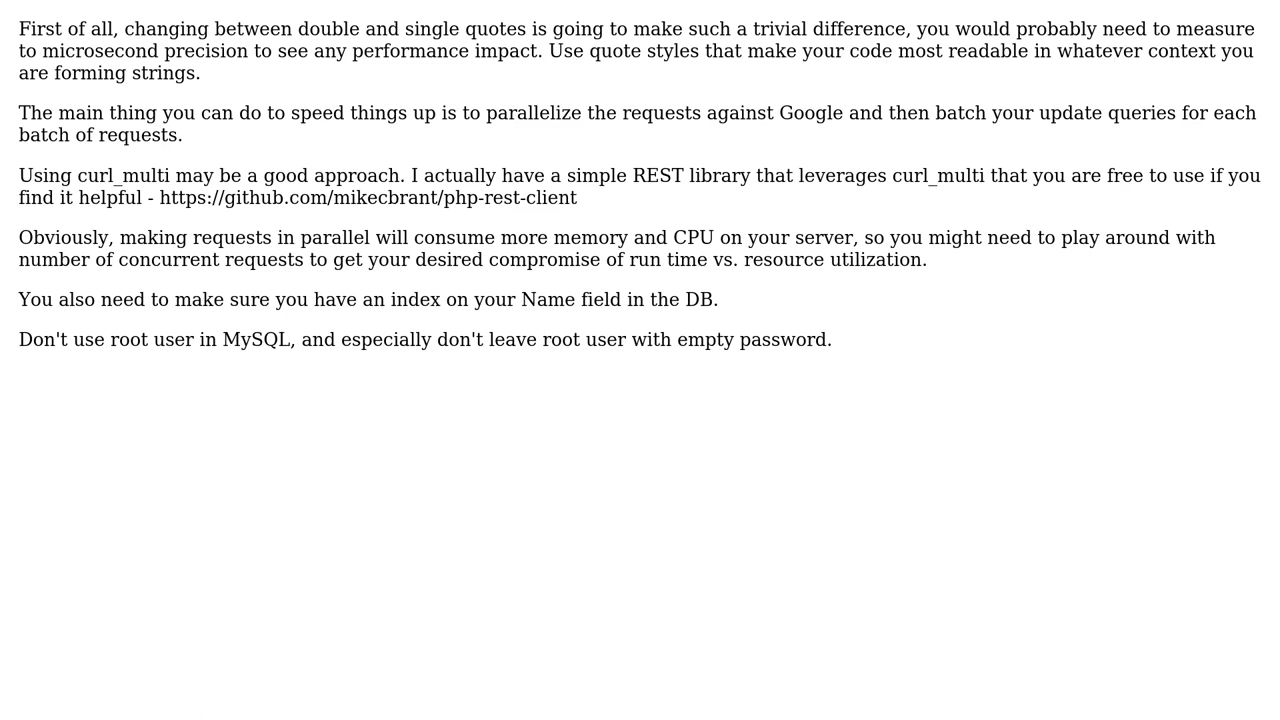 First of all, changing between double and single quotes is going to make such a trivial difference, you would probably need to measure
to microsecond precision to see any performance impact. Use quote styles that make your code most readable in whatever context you
are forming strings.
The main thing you can do to speed things up is to parallelize the requests against Google and then batch your update queries for each
batch of requests.
Using curl_multi may be a good approach. I actually have a simple REST library that leverages curl_multi that you are free to use if you
find it helpful - https://github.com/mikecbrant/php-rest-client
Obviously, making requests in parallel will consume more memory and CPU on your server, so you might need to play around with
number of concurrent requests to get your desired compromise of run time vs. resource utilization.
You also need to make sure you have an index on your Name field in the DB.
Don't use root user in MySQL, and especially don't leave root user with empty password.